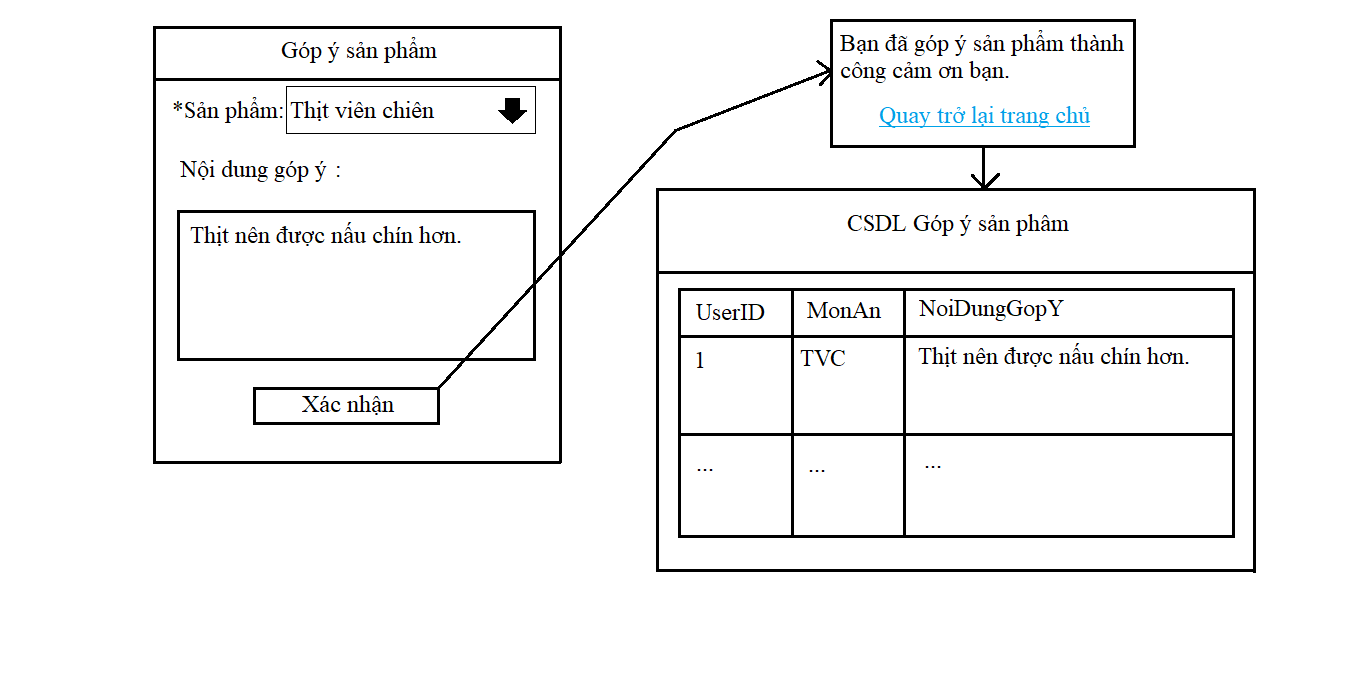 Góp ý sản phẩm
*Sản phẩm: Thịt viên chiên
Nội dung góp ý :
Thịt nên được nấu chín hơn.
Xác nhận
Bạn đã góp ý sản phẩm thành
công cảm ơn bạn.
Quay trở lại trang chủ
CSDL Góp ý sản phâm
UserID MonAn NoiDungGopY
1 TVC Thịt nên được nấu chín hơn.
... ... ...